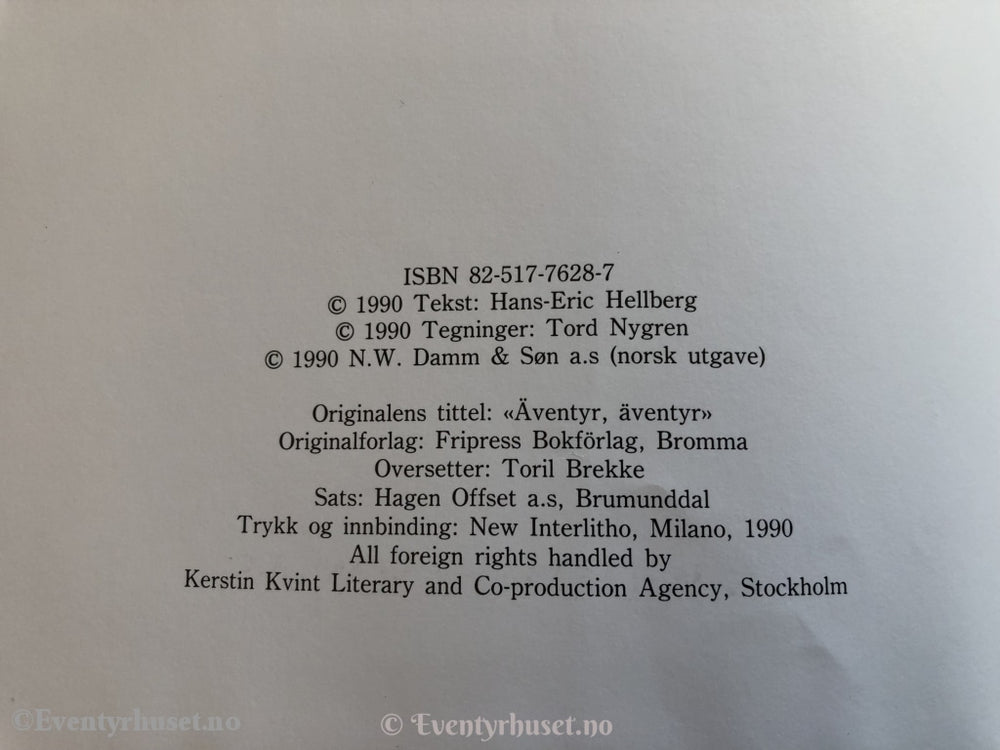 ISBN 82-517-7628-7
© 1990 Tekst: Hans-Eric Hellberg
© 1990 Tegninger: Tord Nygren
© 1990 N.W. Damm & Søn a.s (norsk utgave)
Originalens tittel: «Äventyr, äventyr»
Originalforlag: Fripress Bokförlag, Bromma
Oversetter: Toril Brekke
Sats: Hagen Offset a.s, Brumunddal
Trykk og innbinding: New Interlitho, Milano, 1990
All foreign rights handled by
Kerstin Kvint Literary and Co-production Agency, Stockholm
©Eventyrhuset.no
© Eventyrhuset.no